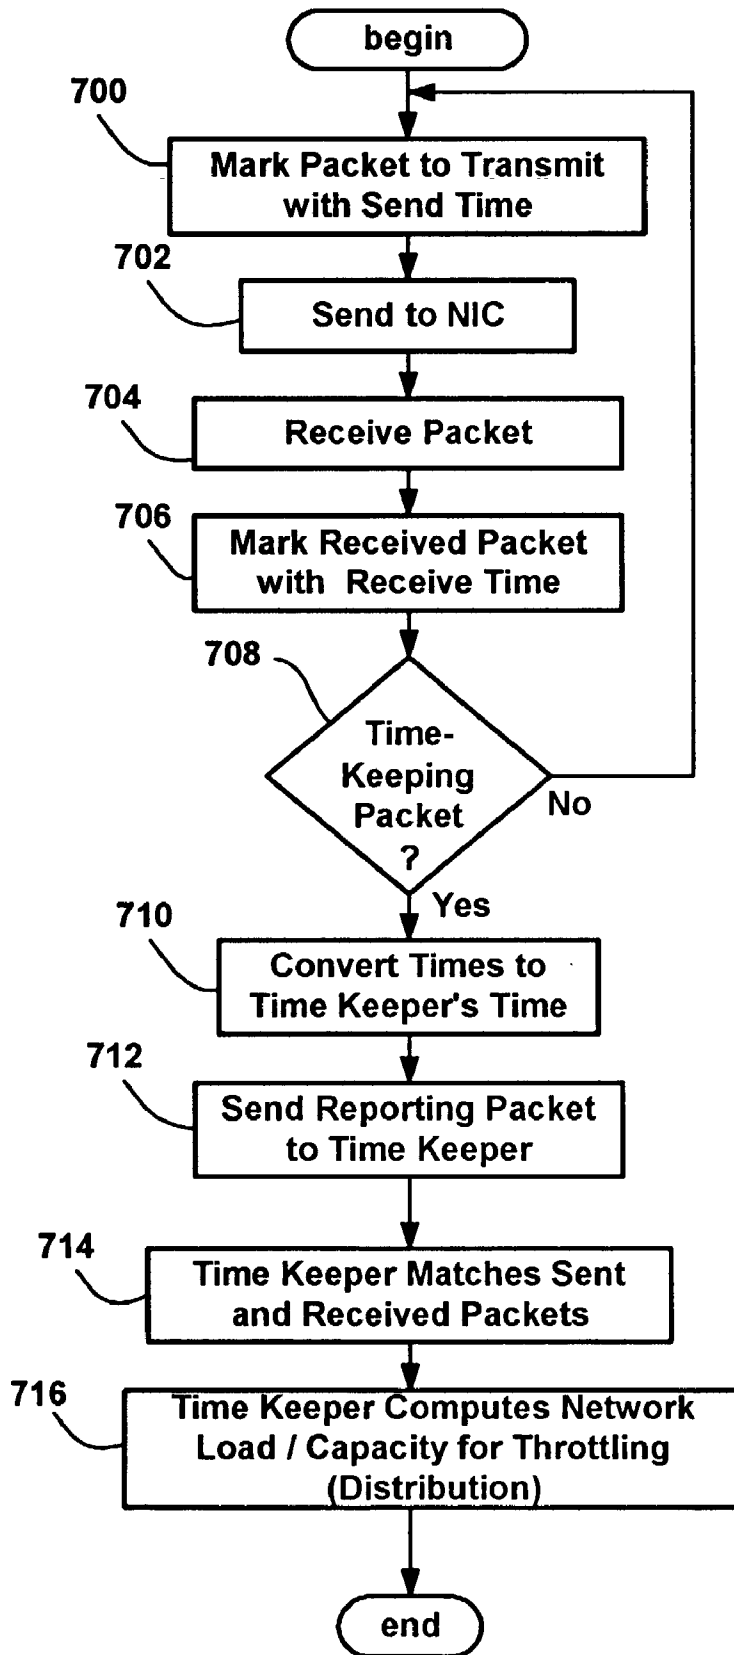 begin
700
Mark Packet to Transmit
with Send Time
702
Send to NIC
704
Receive Packet
706
Mark Received Packet
with Receive Time
708
Time-
Keeping
Packet
?
No
Yes
710
Convert Times to
Time Keeper's Time
712
Send Reporting Packet
to Time Keeper
714
Time Keeper Matches Sent
and Received Packets
716
Time Keeper Computes Network
Load / Capacity for Throttling
(Distribution)
end